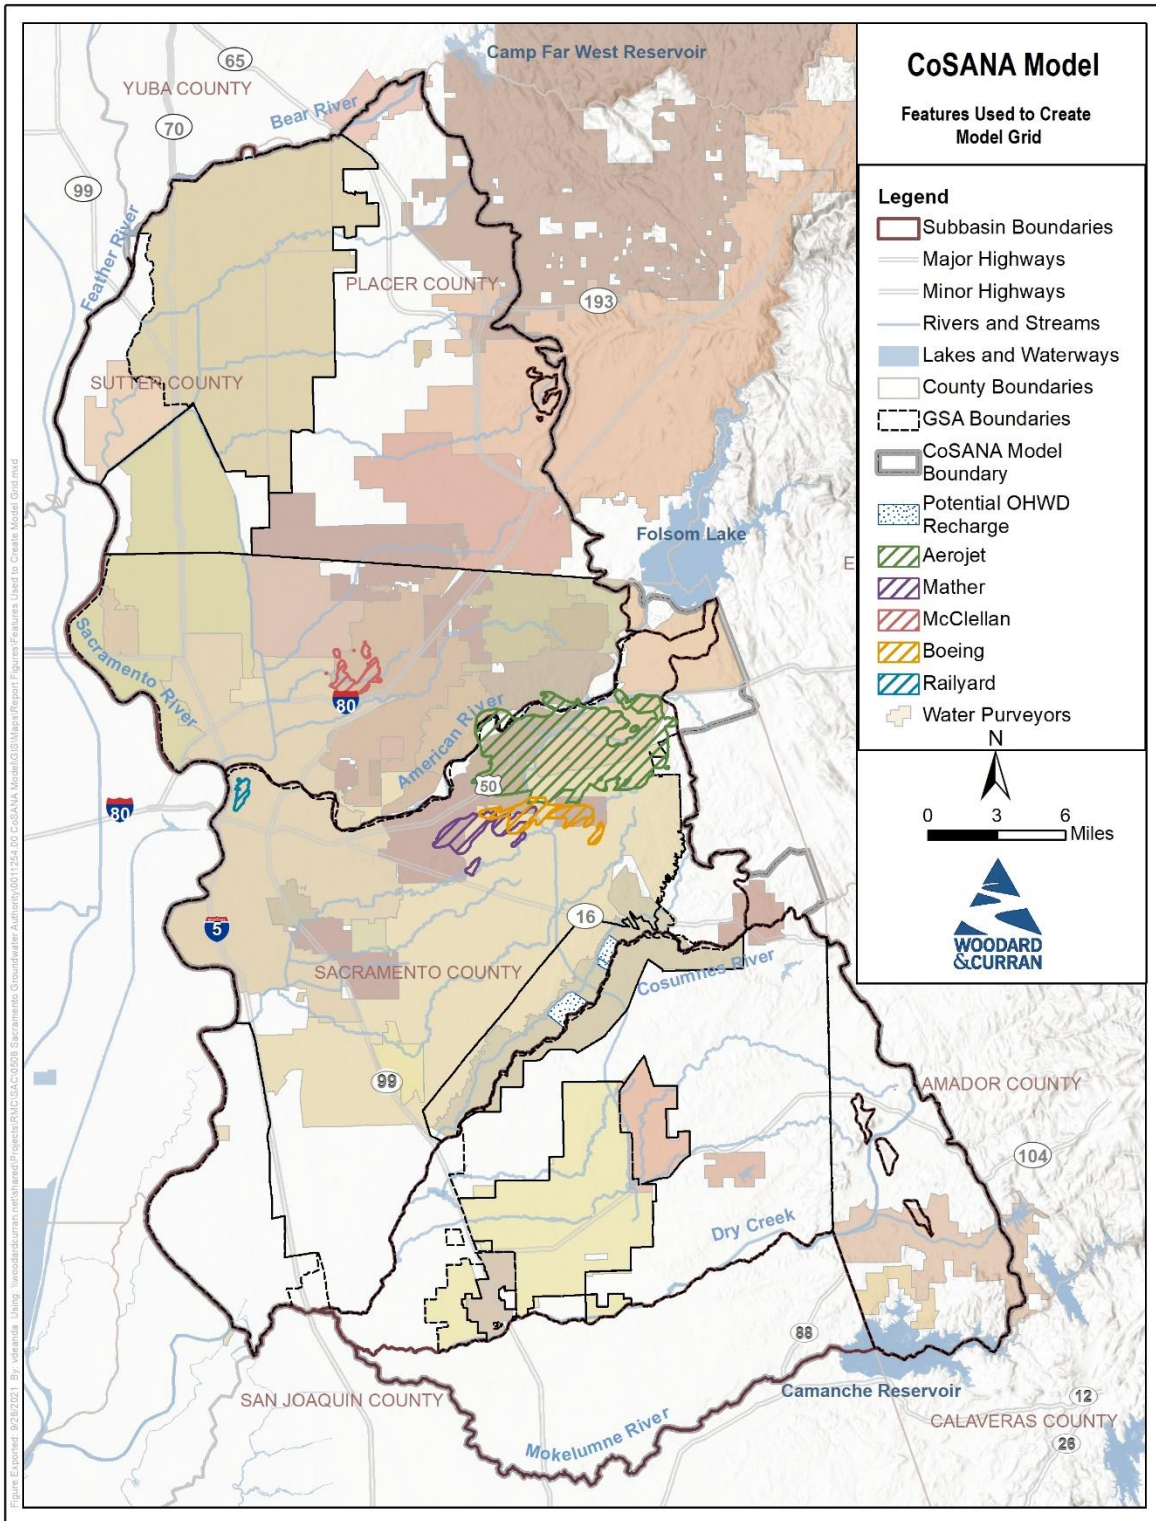 CoSANA Model
Features Used to Create
Model Grid
Legend
Subbasin Boundaries
Major Highways
Minor Highways
Rivers and Streams
Lakes and Waterways
County Boundaries
GSA Boundaries
CoSANA Model
Boundary
Potential OHWD
Recharge
Aerojet
Mather
McClellan
Boeing
Railyard
Water Purveyors
N
0 3 6
Miles
WOODARD
&CURRAN
Camp Far West Reservoir
65
YUBA COUNTY
Bear River
70
99
Feather River
PLACER COUNTY
193
SUTTER COUNTY
Folsom Lake
E
Sacramento River
80
American River
50
80
16
5
SACRAMENTO COUNTY
Cosumnes River
99
AMADOR COUNTY
104
Dry Creek
88
Camanche Reservoir
SAN JOAQUIN COUNTY
12
CALAVERAS COUNTY
26
Mokelumne River